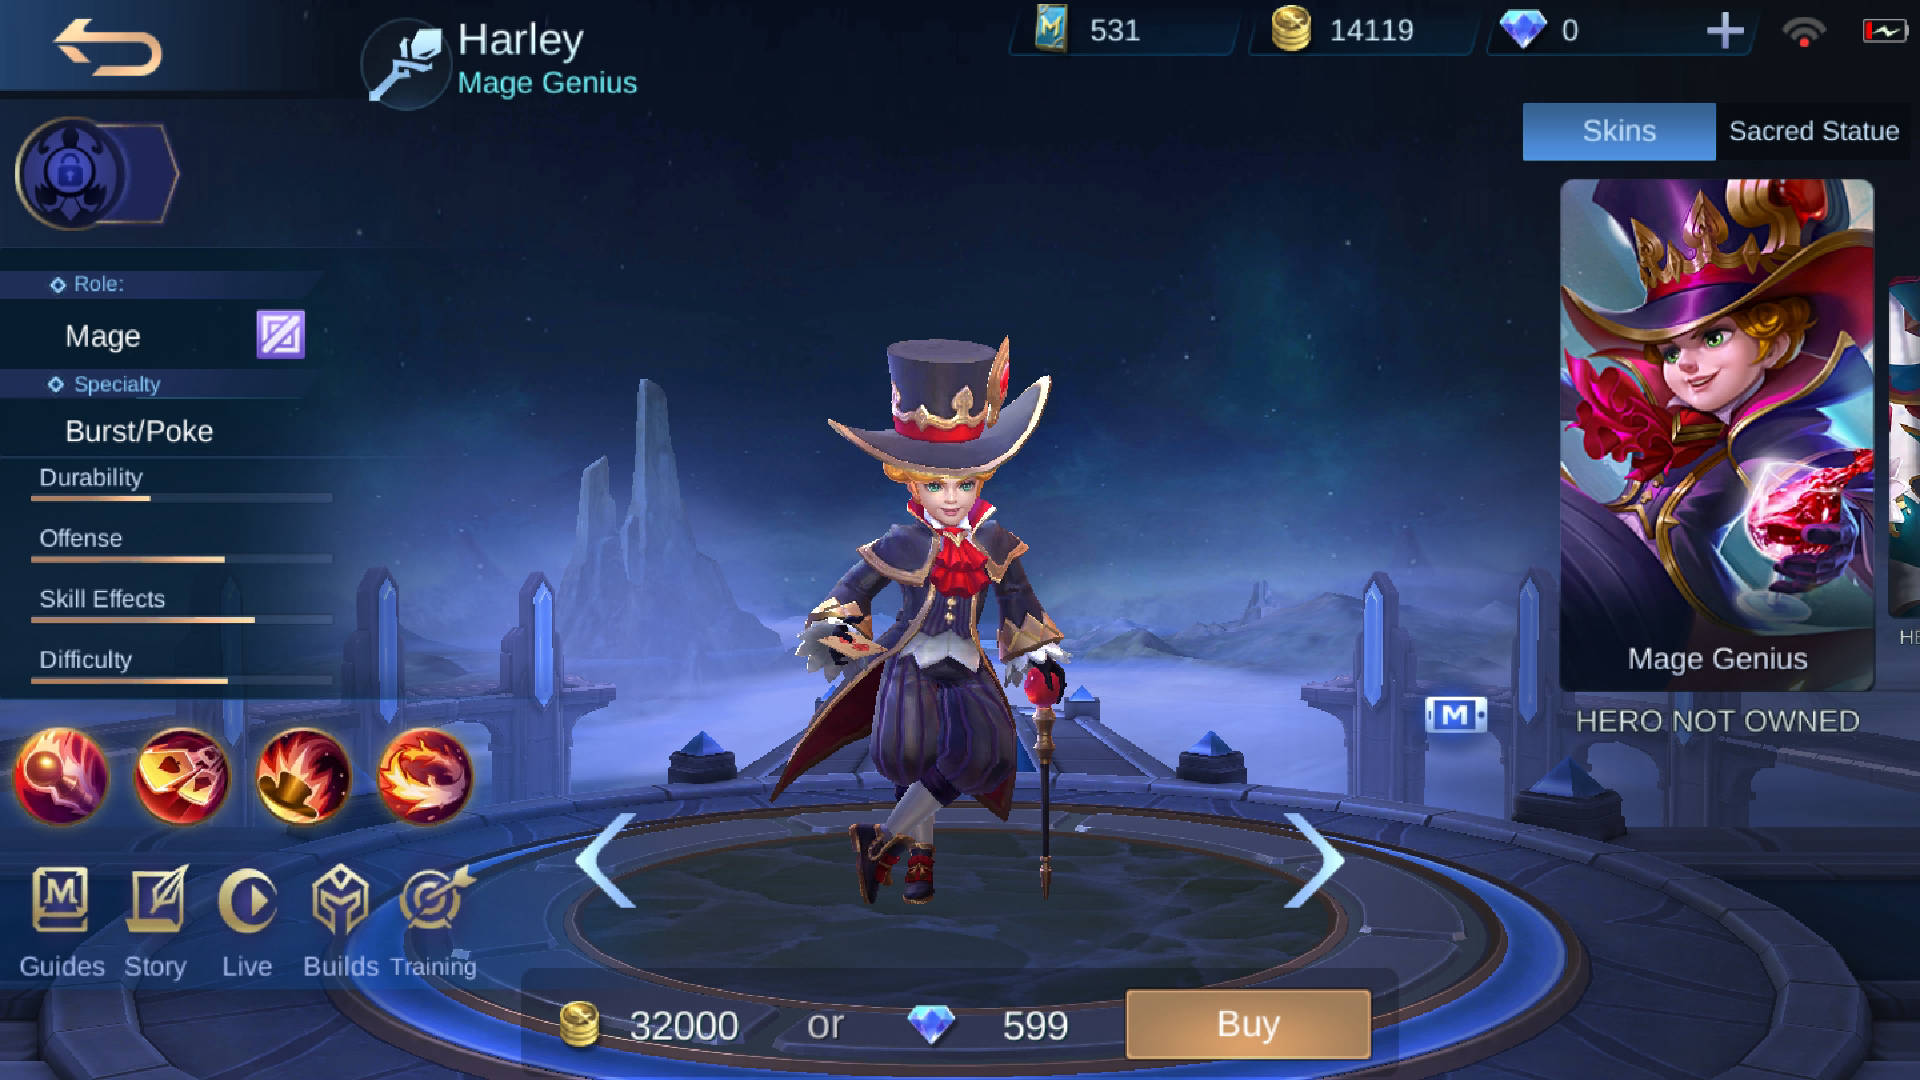 Harley
Mage Genius
531
14119
0
Skins
Sacred Statue
Role:
Mage
Specialty
Burst/Poke
Durability
Offense
Skill Effects
Difficulty
Mage Genius
HERO NOT OWNED
HE
M
M
Guides
Story
Live
Builds
Training
32000 or 599
Buy